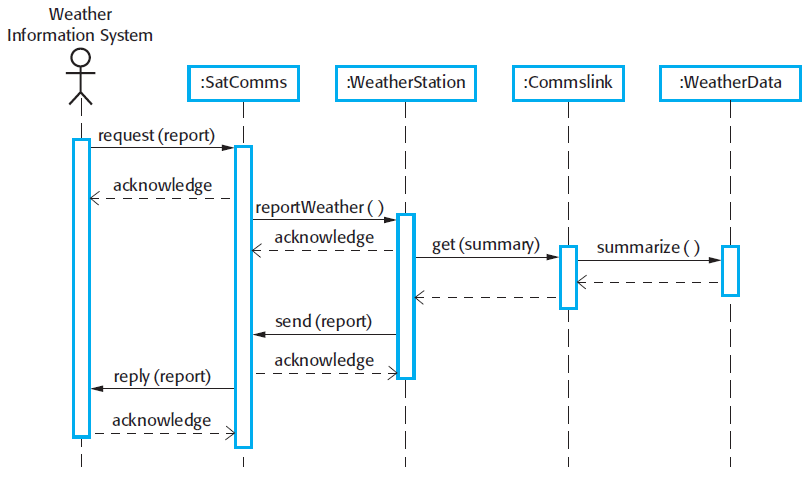 Weather
Information System
:SatComms
:WeatherStation
:Commslink
:WeatherData
request (report)
acknowledge
reportWeather ( )
acknowledge
get (summary)
summarize ( )
send (report)
acknowledge
reply (report)
acknowledge